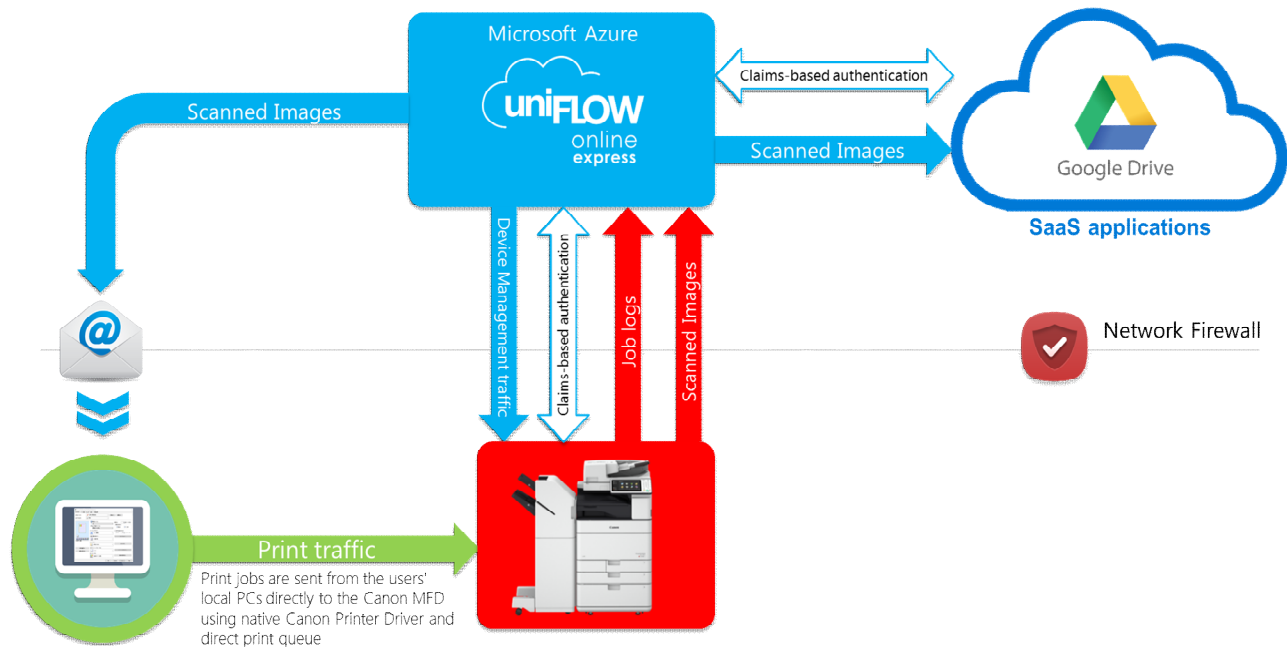 Microsoft Azure
uniFLOW
online
express
Claims-based authentication
Scanned Images
Scanned Images
Google Drive
SaaS applications
Device Management traffic
Claims-based authentication
Job logs
Scanned Images
@
Network Firewall
Canon
Print traffic
Print jobs are sent from the users'
local PCs directly to the Canon MFD
using native Canon Printer Driver and
direct print queue